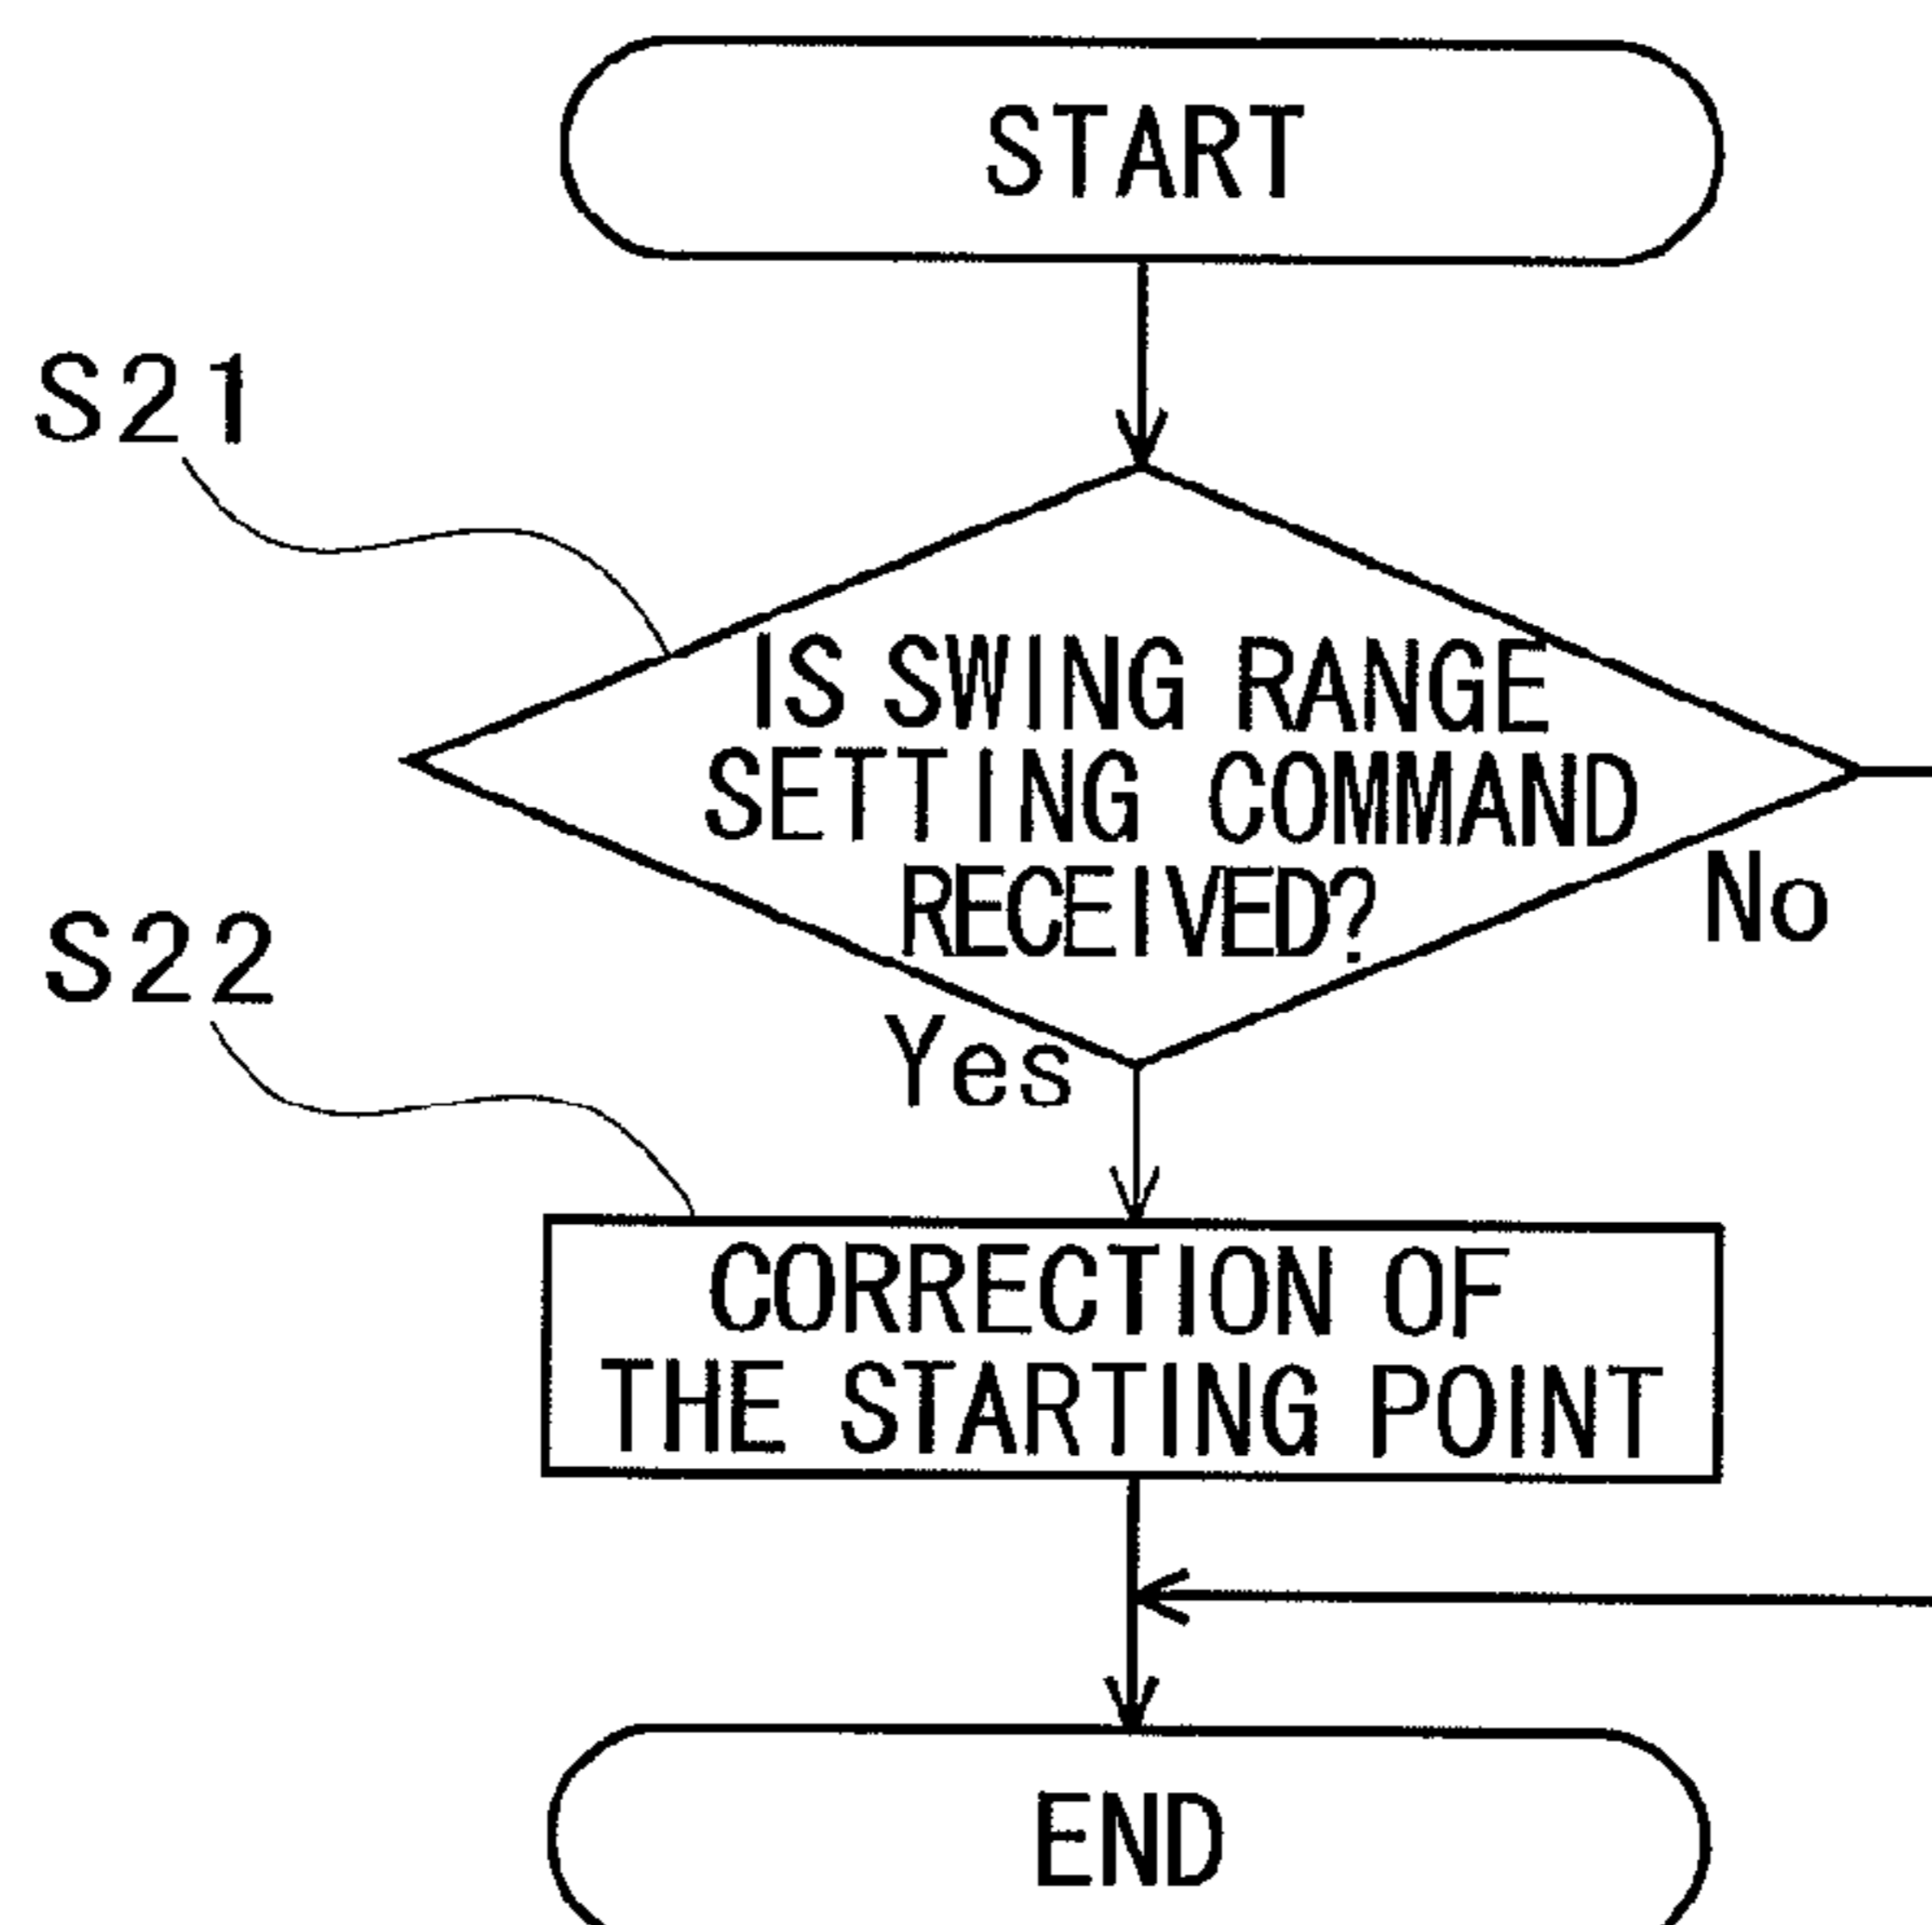 START
S21
IS SWING RANGE
SETTING COMMAND
RECEIVED?
No
S22
Yes
CORRECTION OF
THE STARTING POINT
END